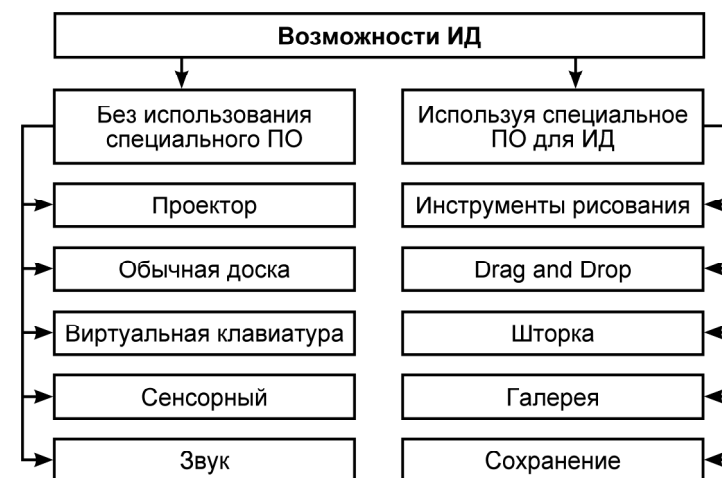 Возможности ИД
Без использования
специального ПО
Используя специальное
ПО для ИД
Проектор
Инструменты рисования
Обычная доска
Drag and Drop
Виртуальная клавиатура
Шторка
Сенсорный
Галерея
Звук
Сохранение